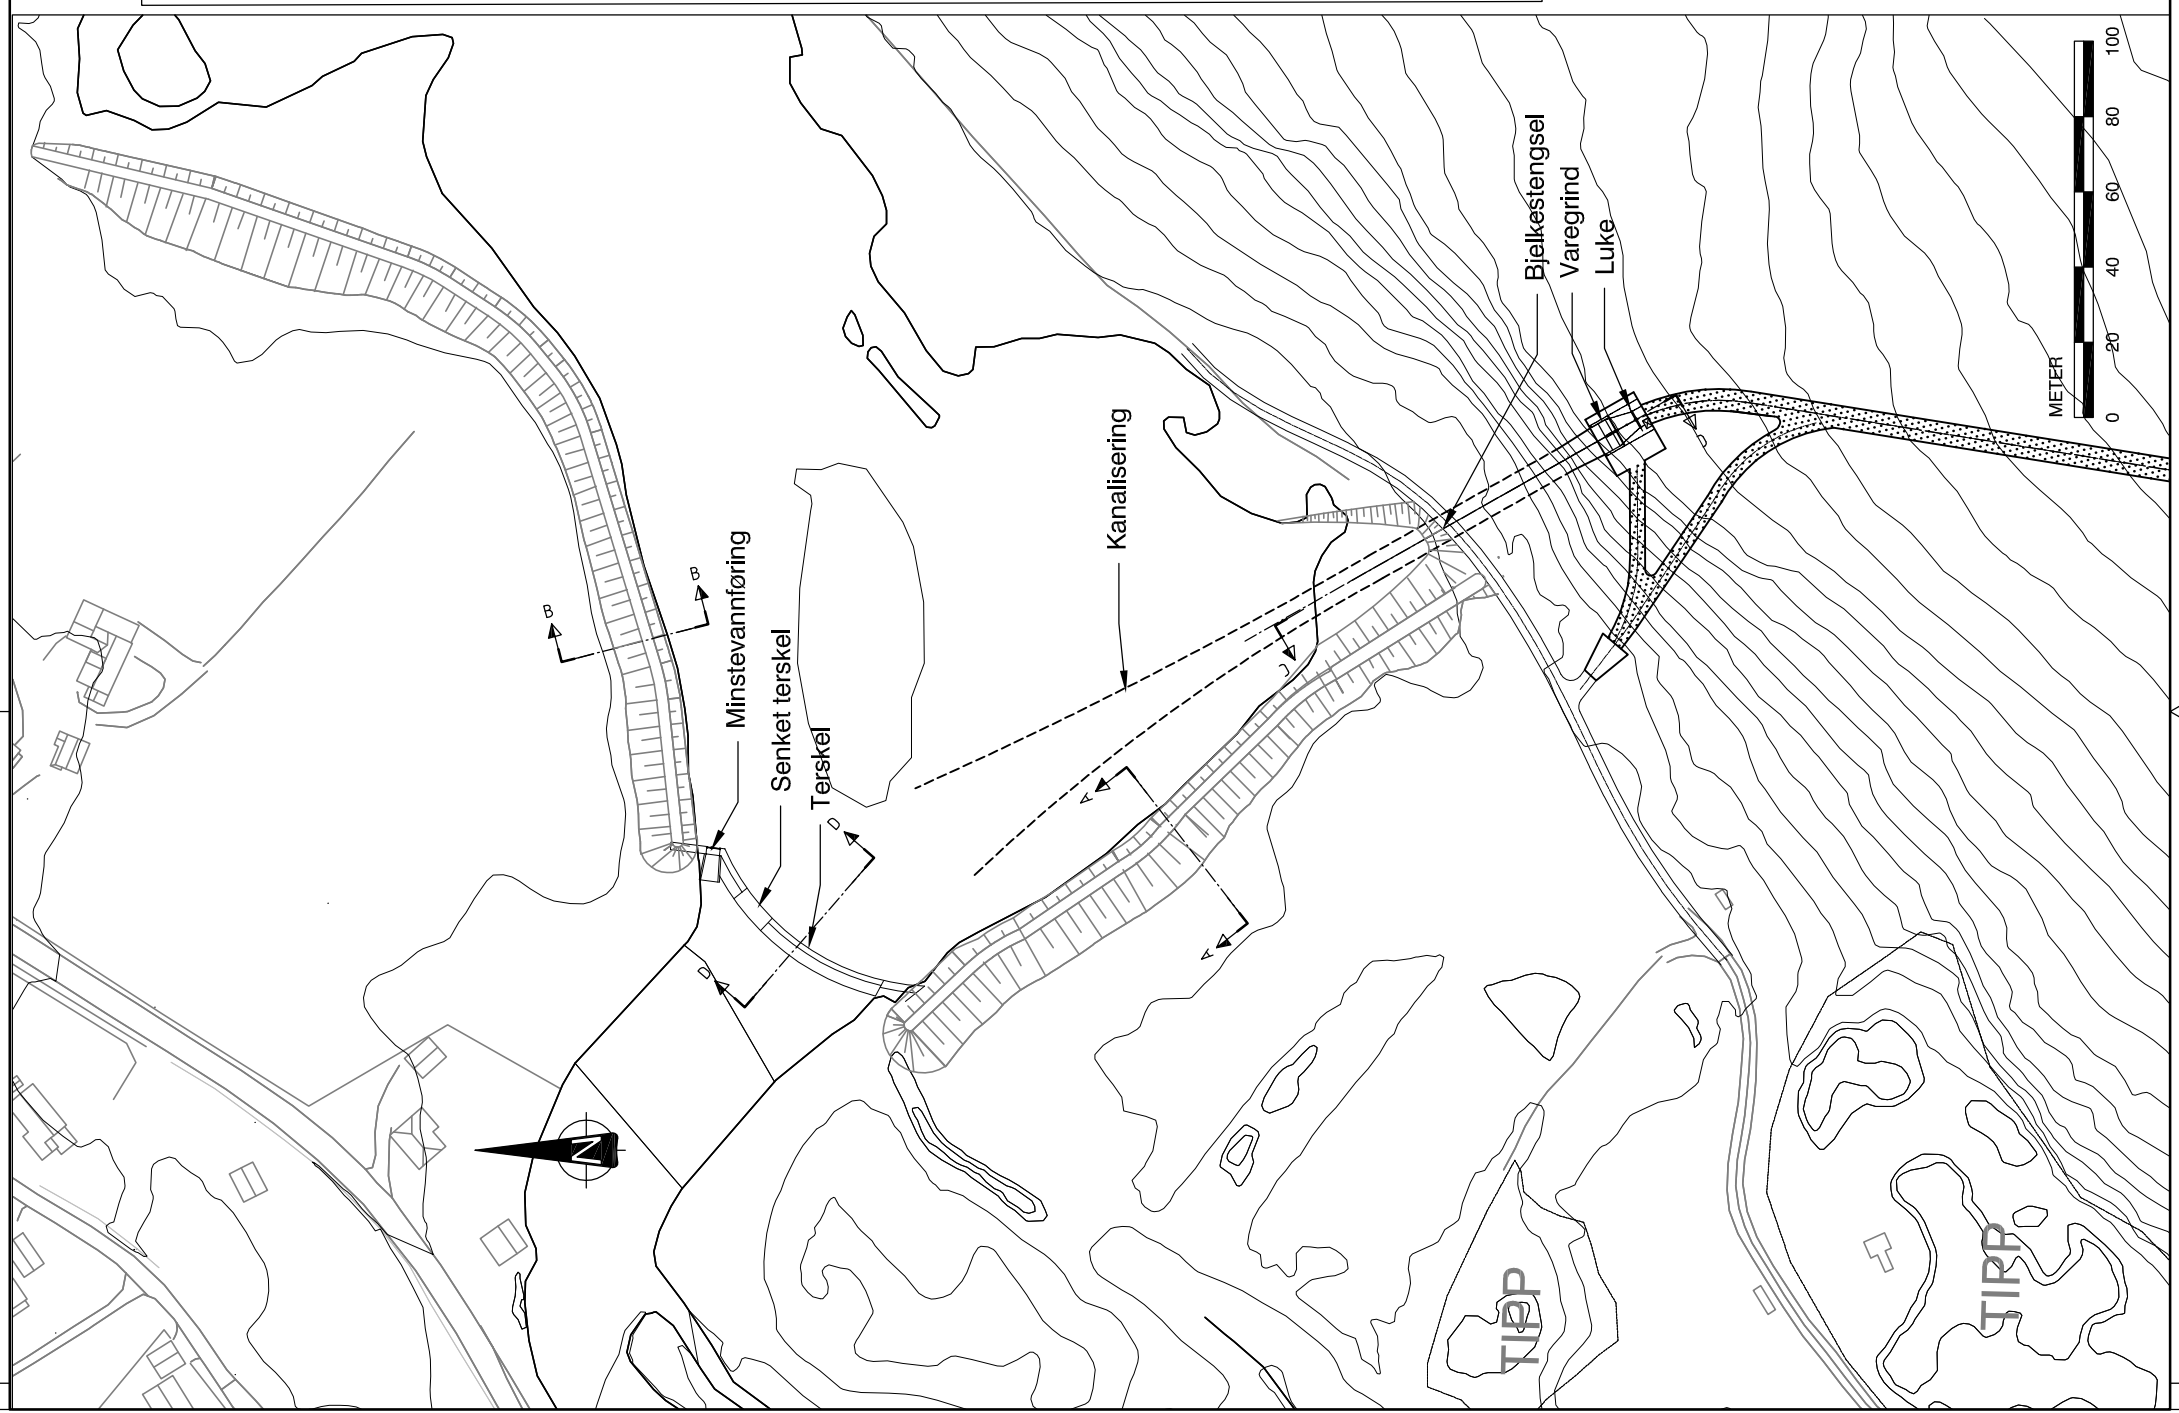 Bjelkestengsel
Varegrind
Luke
METER
0 20 40 60 80 100
Kanalisering
Minstevannføring
Senket terskel
Terskel
B
B
A
A
D
D
J
D
N
TIPP
TIPP